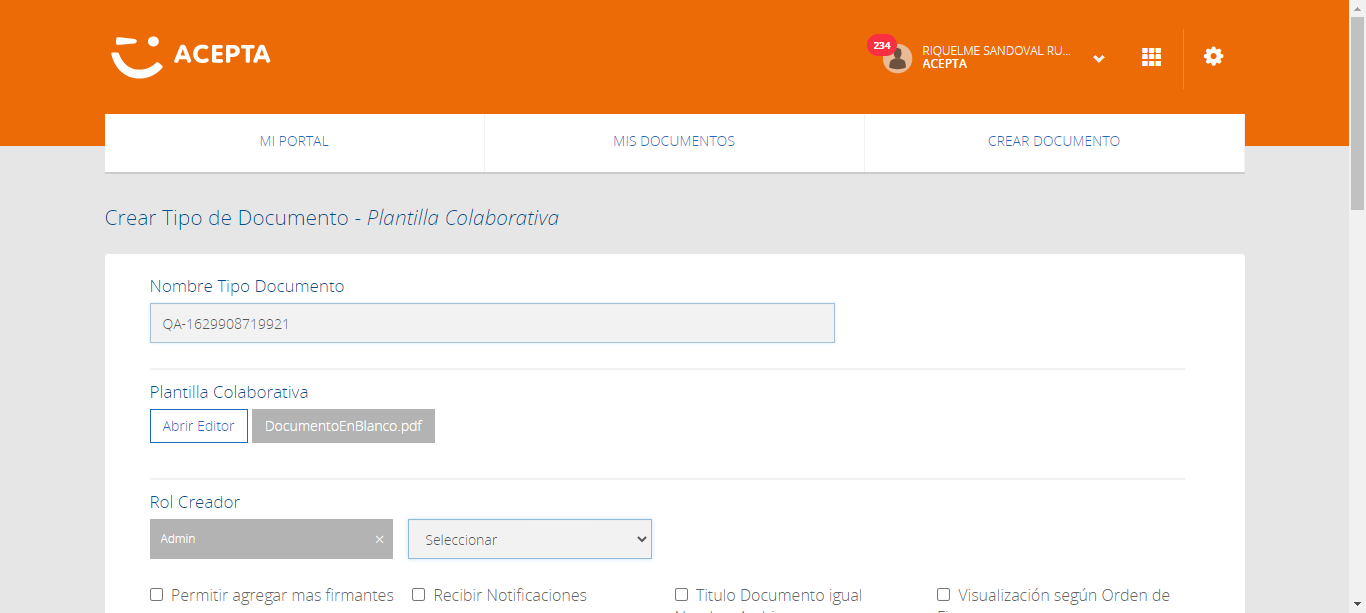 ACEPTA
234
RIQUELME SANDOVAL RU...
ACEPTA
MI PORTAL
MIS DOCUMENTOS
CREAR DOCUMENTO
Crear Tipo de Documento - Plantilla Colaborativa
Nombre Tipo Documento
QA-1629908719921
Plantilla Colaborativa
Abrir Editor
DocumentoEnBlanco.pdf
Rol Creador
Admin ×
Seleccionar
Permitir agregar mas firmantes
Recibir Notificaciones
Titulo Documento igual
Visualización según Orden de